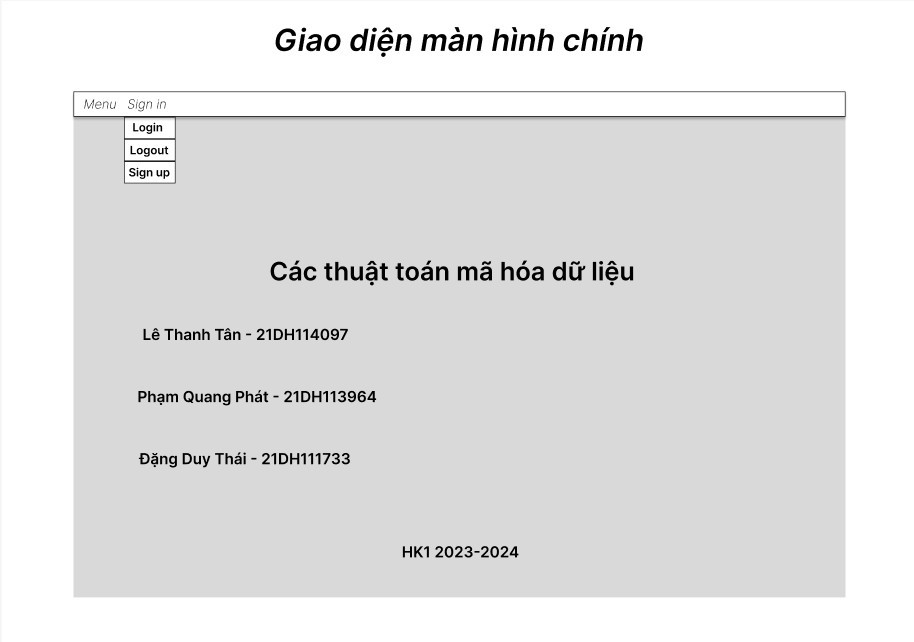 Giao diện màn hình chính
Menu Sign in
Login
Logout
Sign up
Các thuật toán mã hóa dữ liệu
Lê Thanh Tân - 21DH114097
Phạm Quang Phát - 21DH113964
Đặng Duy Thái - 21DH111733
HK1 2023-2024